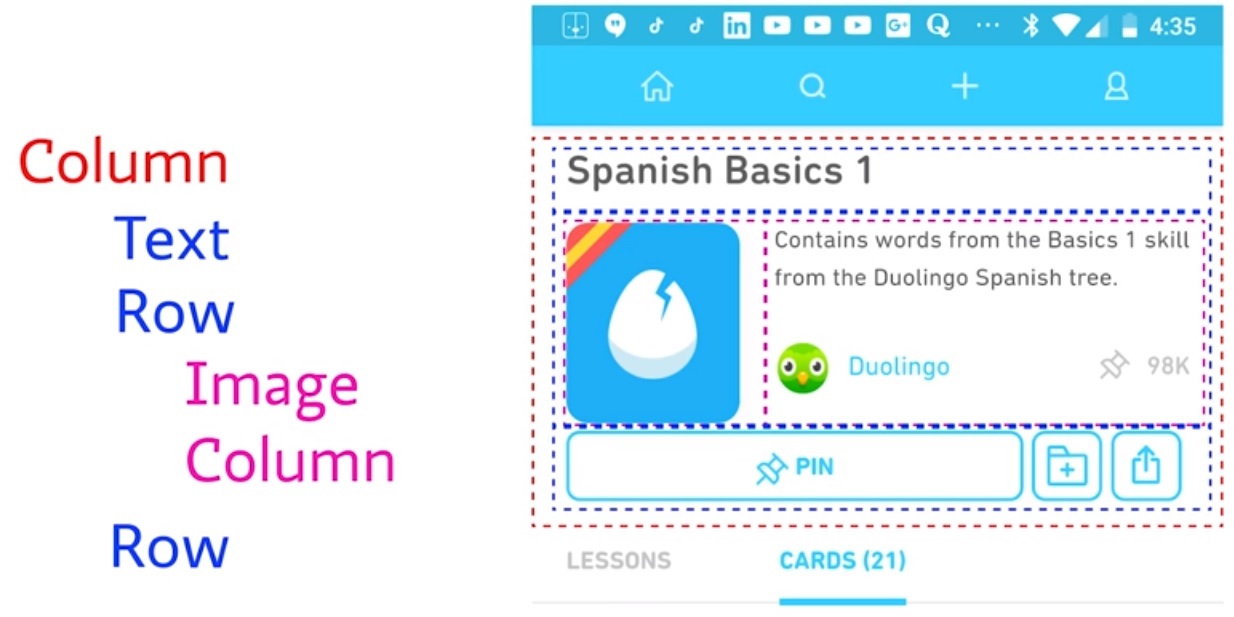 Column
Text
Row
Image
Column
Row
in
G+
Q
...
4:35
Spanish Basics 1
Contains words from the Basics 1 skill
from the Duolingo Spanish tree.
Duolingo
98K
PIN
LESSONS
CARDS (21)